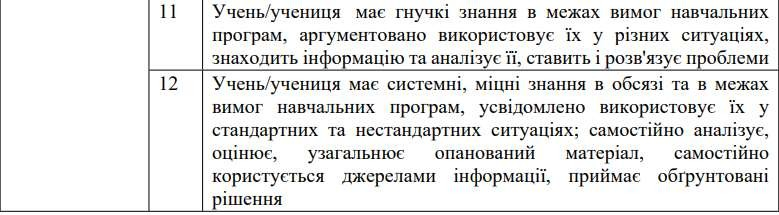 11 Учень/учениця має гнучкі знання в межах вимог навчальних
програм, аргументовано використовує їх у різних ситуаціях,
знаходить інформацію та аналізує її, ставить і розв'язує проблеми
12 Учень/учениця має системні, міцні знання в обсязі та в межах
вимог навчальних програм, усвідомлено використовує їх у
стандартних та нестандартних ситуаціях; самостійно аналізує,
оцінює, узагальнює опанований матеріал, самостійно
користується джерелами інформації, приймає обґрунтовані
рішення